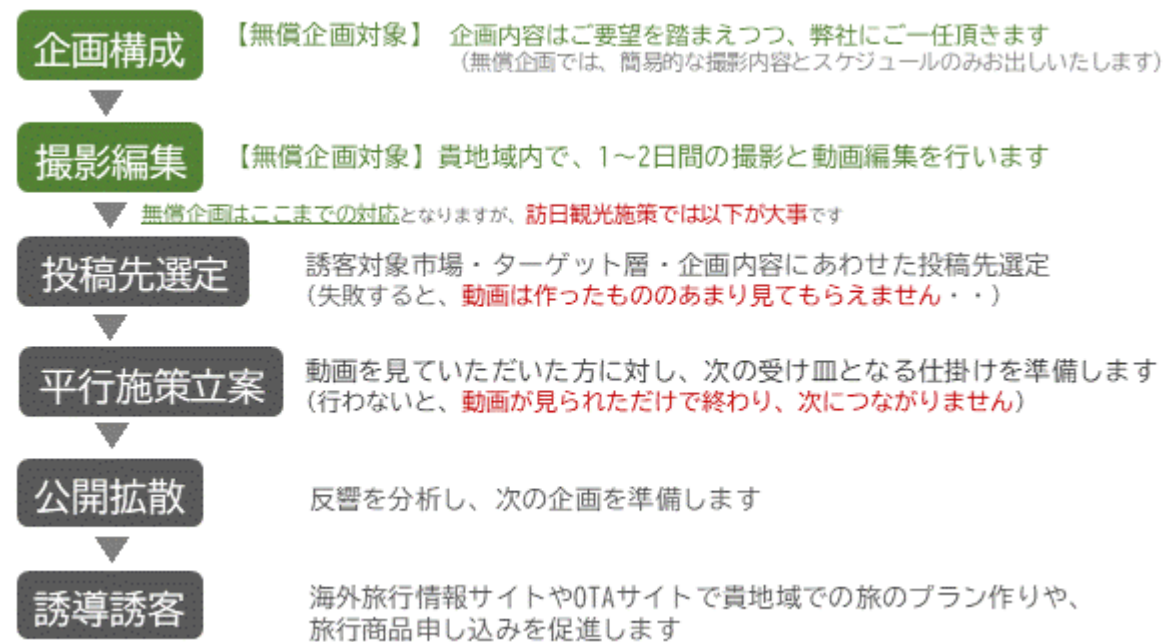 企画構成
【無償企画対象】 企画内容はご要望を踏まえつつ、弊社にご一任頂きます
（無償企画では、簡易的な撮影内容とスケジュールのみお出しいたします）
撮影編集
【無償企画対象】貴地域内で、1～2日間の撮影と動画編集を行います
無償企画はここまでの対応となりますが、訪日観光施策では以下が大事です
投稿先選定
誘客対象市場・ターゲット層・企画内容にあわせた投稿先選定
（失敗すると、動画は作ったもののあまり見てもらえません・・）
平行施策立案
動画を見ていただいた方に対し、次の受け皿となる仕掛けを準備します
（行わないと、動画が見られただけで終わり、次につながりません）
公開拡散
反響を分析し、次の企画を準備します
誘導誘客
海外旅行情報サイトやOTAサイトで貴地域での旅のプラン作りや、
旅行商品申し込みを促進します